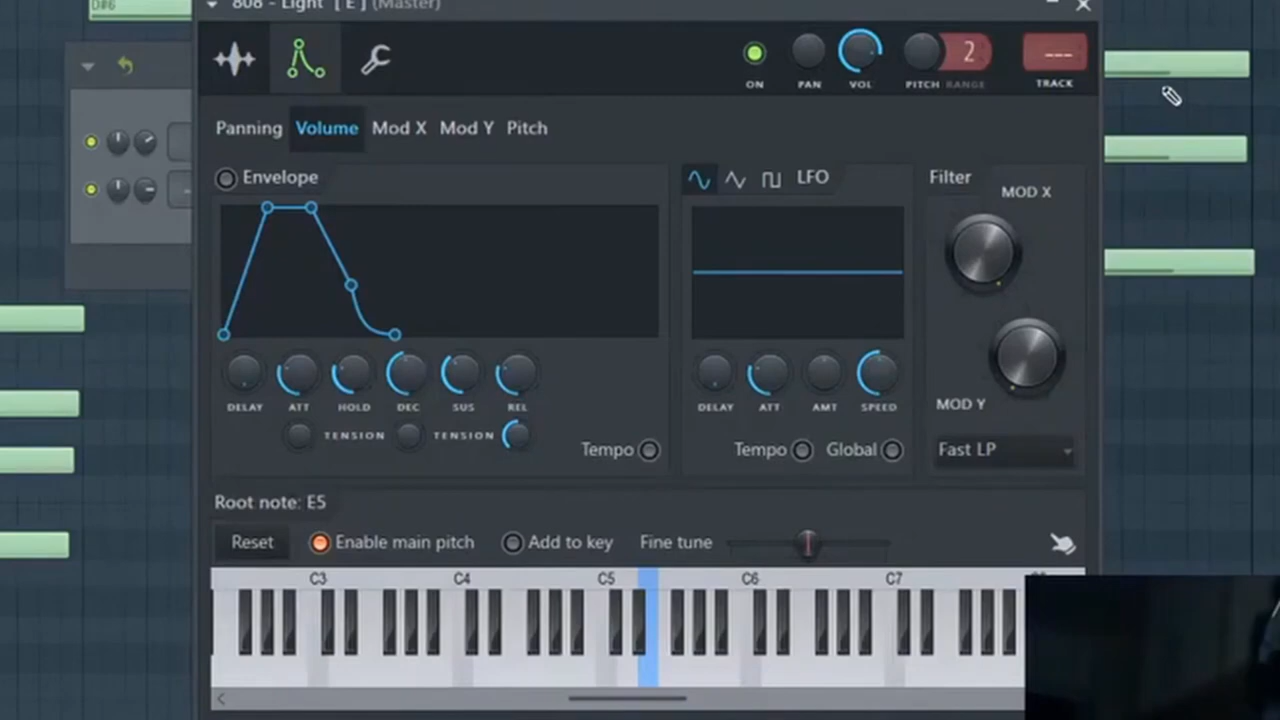 D#6
808 - Light [ E ] (Master)
2
---
ON
PAN
VOL
PITCH
RANGE
TRACK
Panning
Volume
Mod X
Mod Y
Pitch
Envelope
LFO
Filter
MOD X
DELAY
ATT
HOLD
DEC
SUS
REL
DELAY
ATT
AMT
SPEED
MOD Y
TENSION
TENSION
Tempo
Tempo
Global
Fast LP
Root note: E5
Reset
Enable main pitch
Add to key
Fine tune
C3
C4
C5
C6
C7